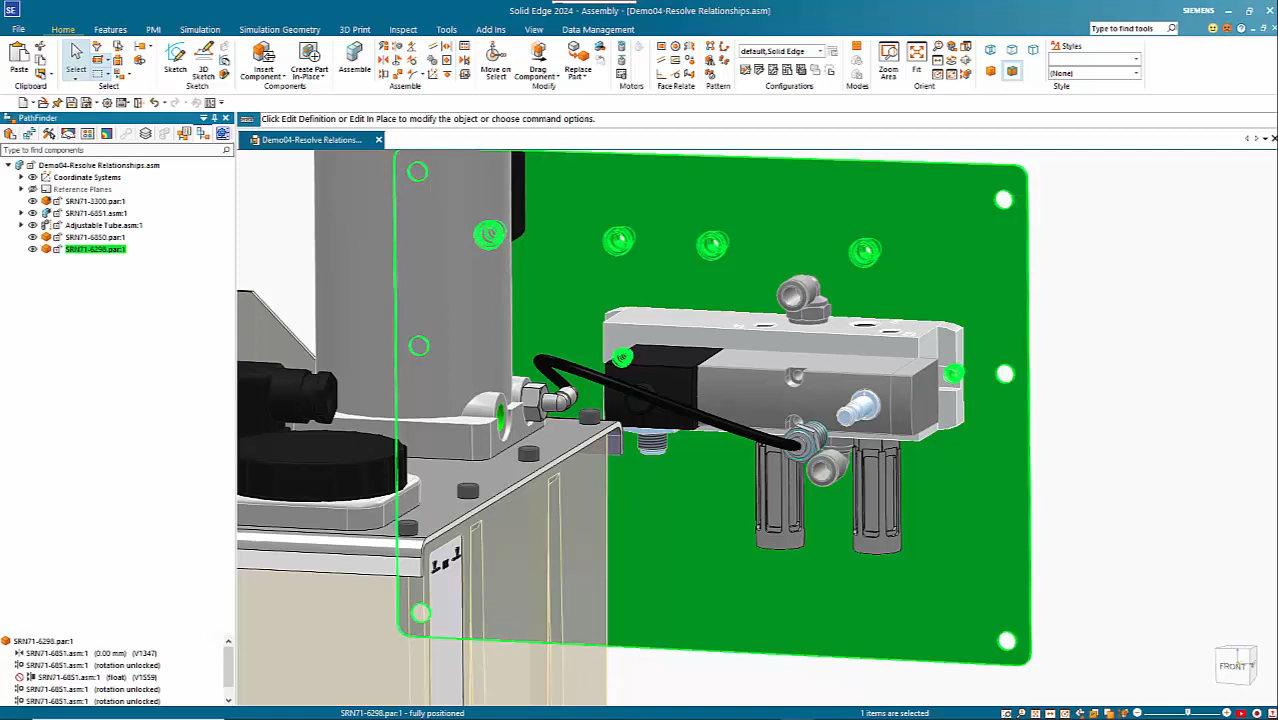 SE
Solid Edge 2024 - Assembly - [Demo04-Resolve Relationships.asm]
SIEMENS
File
Home
Features
PMI
Simulation
Simulation Geometry
3D Print
Inspect
Tools
Add Ins
View
Data Management
Type to find tools
Paste
Select
Sketch
3D Sketch
Insert Component
Create Part In-Place
Assembly
Move on Select
Drag Component
Replace Part
default,Solid Edge
Zoom Area
Fit
Styles
(None)
Clipboard
Select
Sketch
Components
Assemble
Modify
Motors
Face Relate
Pattern
Configurations
Modes
Orient
Style
PathFinder
Click Edit Definition or Edit In Place to modify the object or choose command options.
Demo04-Resolve Relations...
Type to find components
Demo04-Resolve Relationships.asm
Coordinate Systems
Reference Planes
SRN71-3300.par:1
SRN71-6851.asm:1
Adjustable Tube.asm:1
SRN71-6850.par:1
SRN71-6298.par:1
SRN71-6298.par:1
SRN71-6851.asm:1 (0.00 mm) (V1347)
SRN71-6851.asm:1 (rotation unlocked)
SRN71-6851.asm:1 (float) (V1559)
SRN71-6851.asm:1 (rotation unlocked)
SRN71-6851.asm:1 (rotation unlocked)
FRONT
SRN71-6298.par:1 - fully positioned
1 items are selected